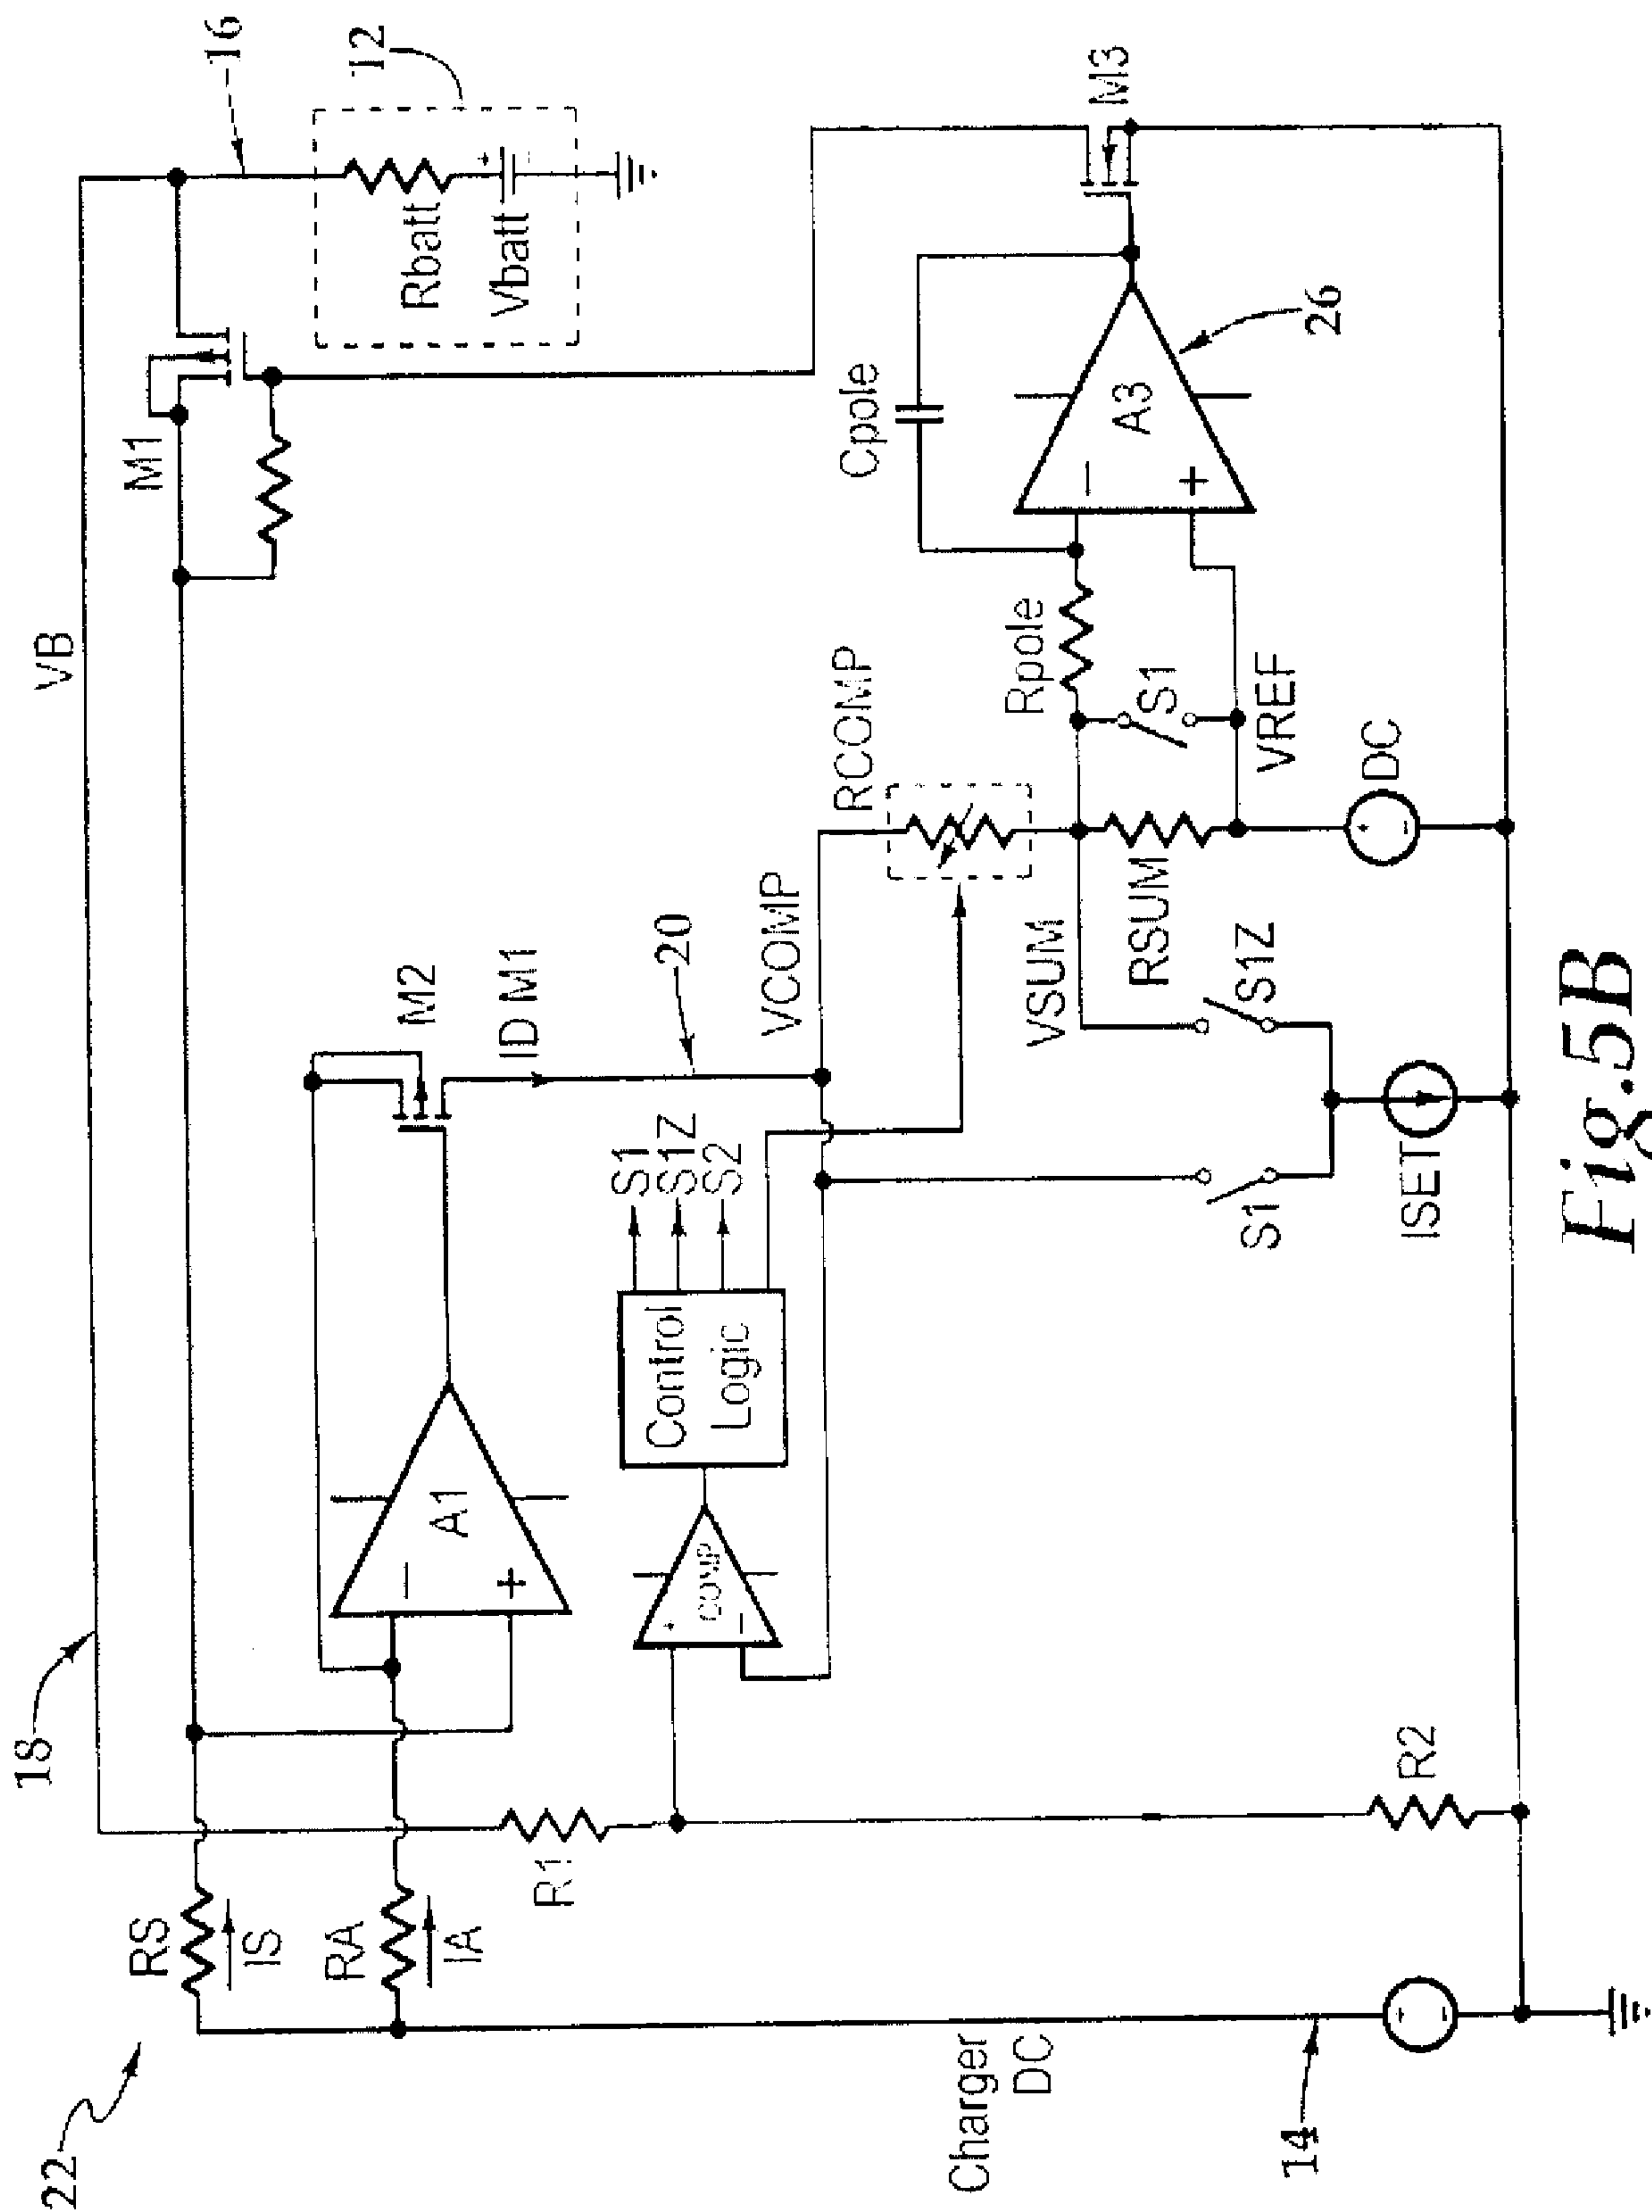 22
18
16
12
VB
RS
IS
M1
RA
IA
A1
−
+
M2
ID M1
20
Rbatt
Vbatt
+
R1
COMP
+
−
Control
Logic
S1
S1Z
S2
VCOMP
RCOMP
Cpole
Rpole
A3
−
+
M3
26
VSUM
RSUM
S1
VREF
S1
S1Z
Charger
DC
14
+
−
R2
ISET
DC
+
−
Fig.5B